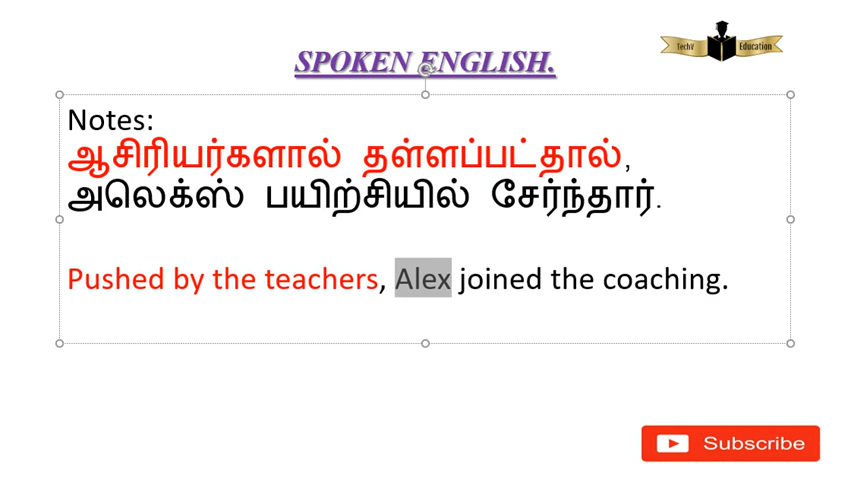 SPOKEN ENGLISH.
TechY Education
Notes:
ஆசிரியர்களால் தள்ளப்பட்தால்,
அலெக்ஸ் பயிற்சியில் சேர்ந்தார்.
Pushed by the teachers, Alex joined the coaching.
Subscribe